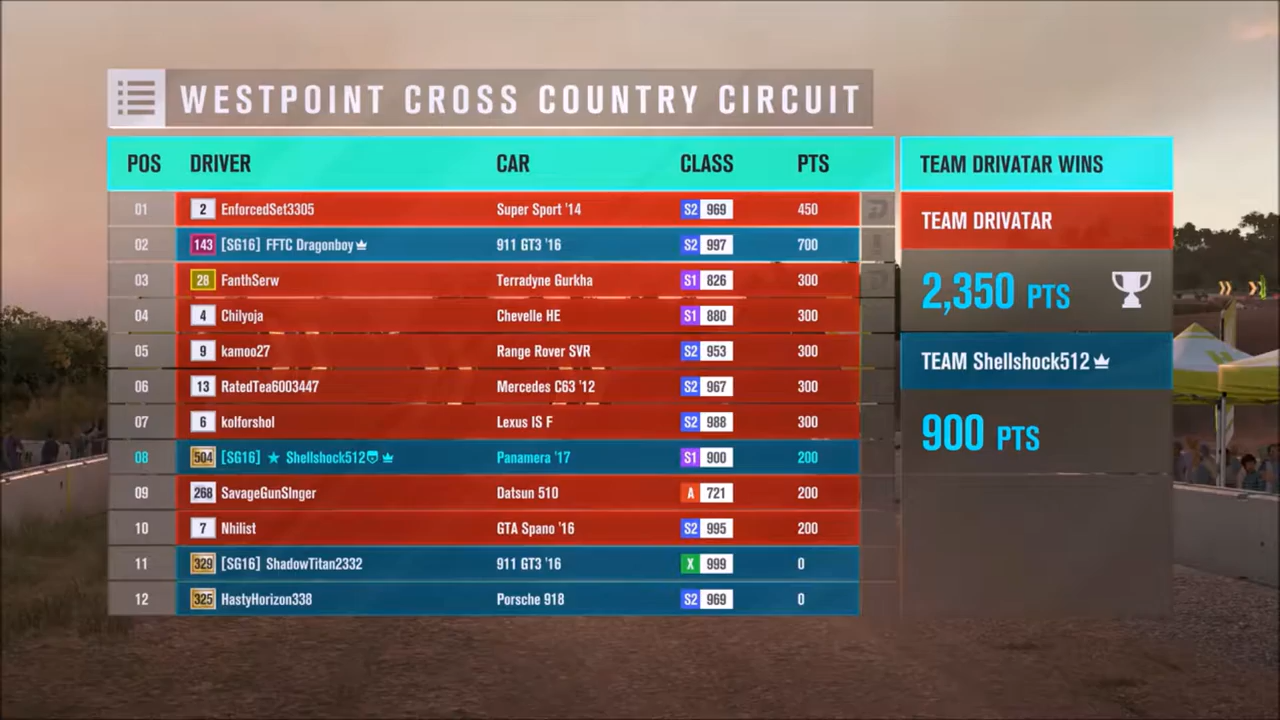 WESTPOINT CROSS COUNTRY CIRCUIT
POS DRIVER CAR CLASS PTS
01 2 EnforcedSet3305 Super Sport '14 S2 969 450
02 143 [SG16] FFTC Dragonboy 911 GT3 '16 S2 997 700
03 28 FanthSerw Terradyne Gurkha S1 826 300
04 4 Chilyoja Chevelle HE S1 880 300
05 9 kamoo27 Range Rover SVR S2 953 300
06 13 RatedTea6003447 Mercedes C63 '12 S2 967 300
07 6 kolforshol Lexus IS F S2 988 300
08 504 [SG16] ★ Shellshock512 Panamera '17 S1 900 200
09 268 SavageGunSInger Datsun 510 A 721 200
10 7 Nhilist GTA Spano '16 S2 995 200
11 329 [SG16] ShadowTitan2332 911 GT3 '16 X 999 0
12 325 HastyHorizon338 Porsche 918 S2 969 0
TEAM DRIVATAR WINS
TEAM DRIVATAR
2,350 PTS
TEAM Shellshock512
900 PTS